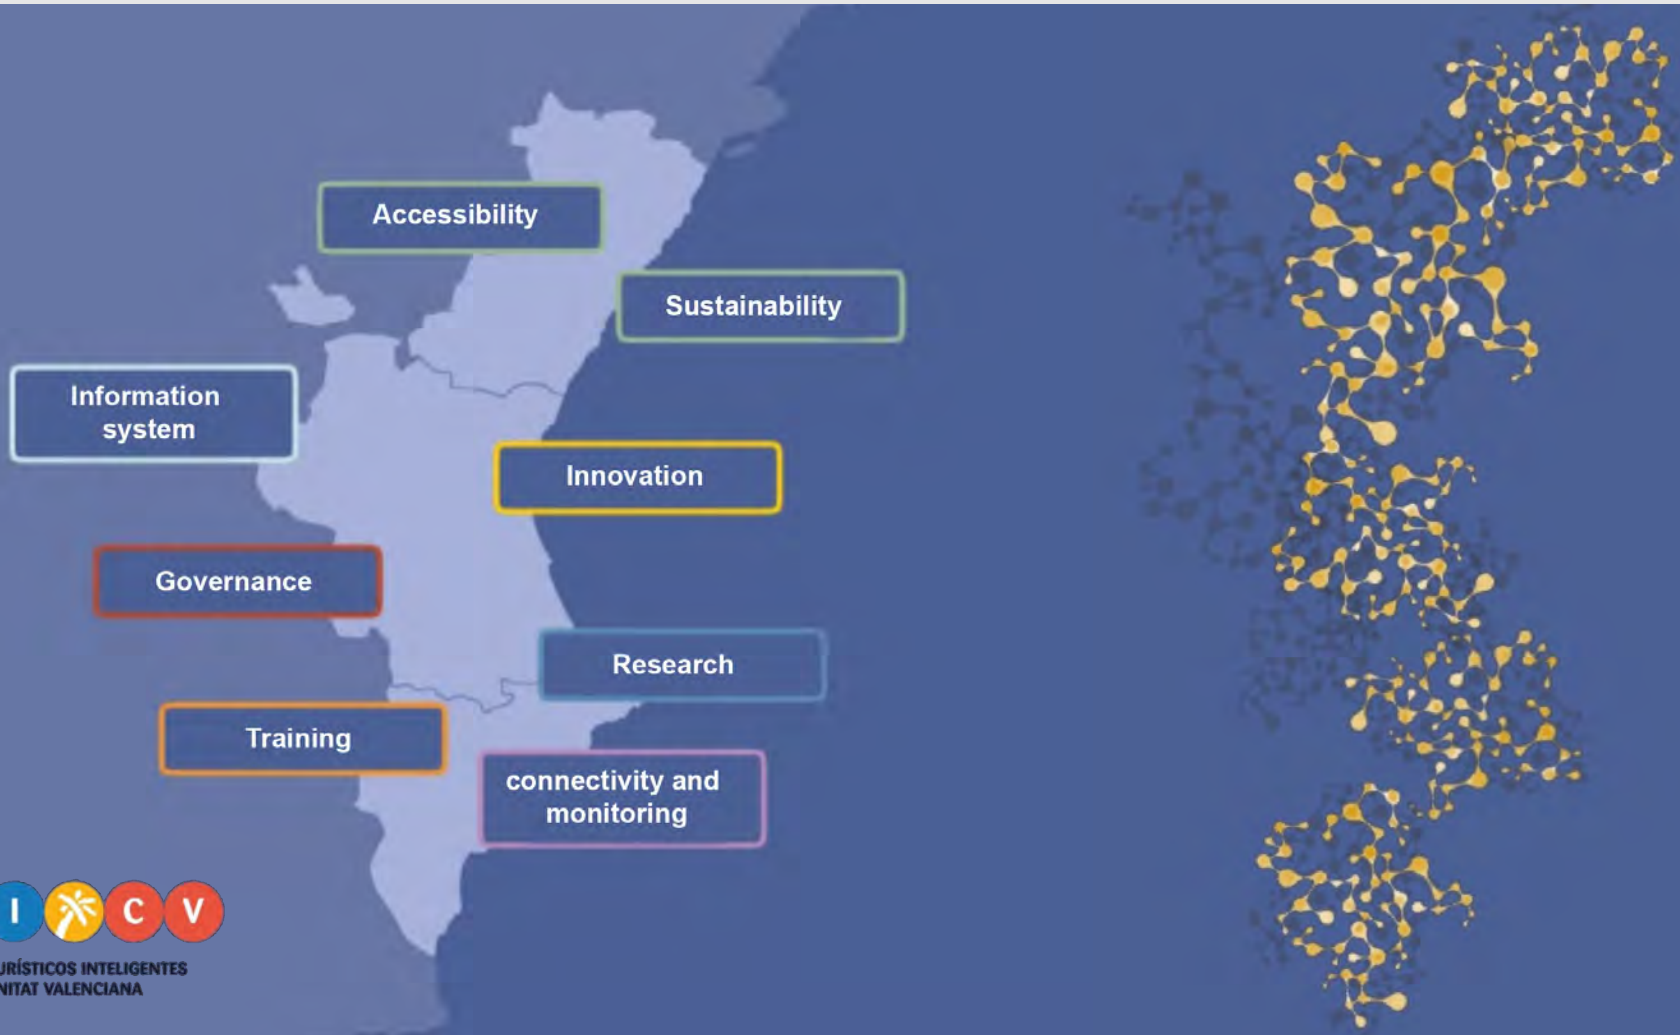 Accessibility
Sustainability
Information
system
Innovation
Governance
Research
Training
connectivity and
monitoring
I C V
URÍSTICOS INTELIGENTES
NITAT VALENCIANA